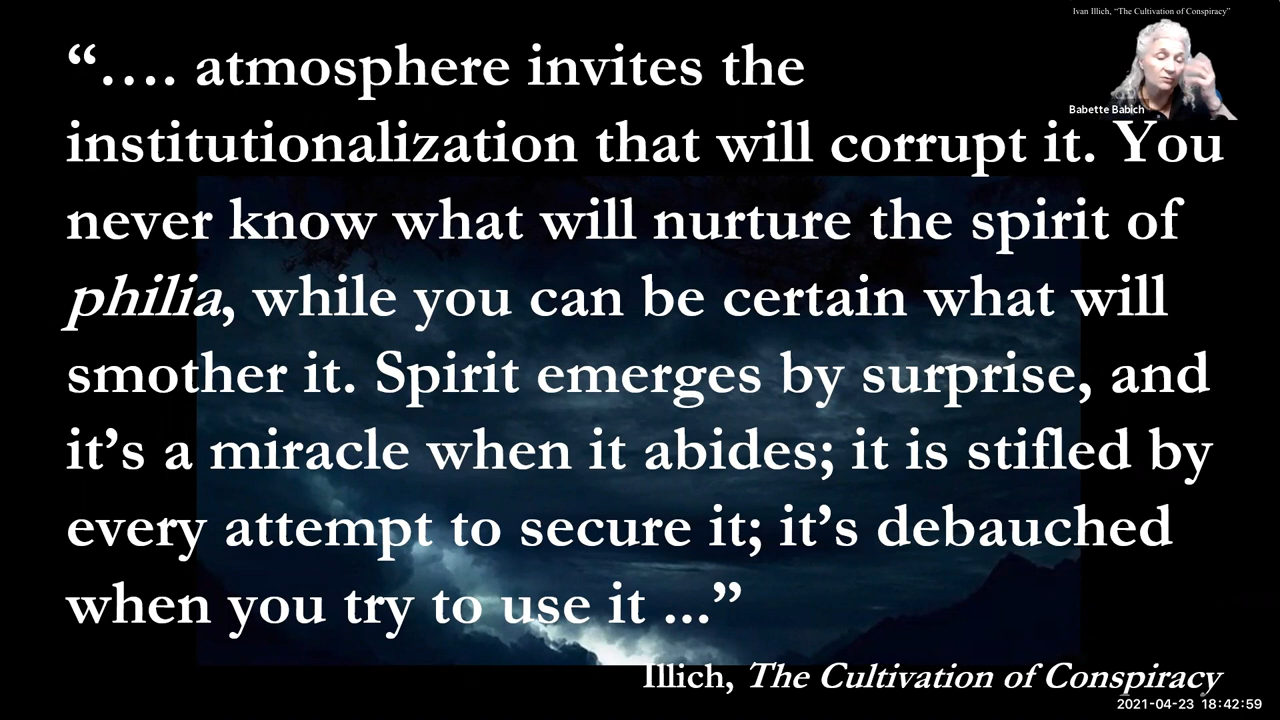 Ivan Illich, “The Cultivation of Conspiracy”
Babette Babich
“…. atmosphere invites the
institutionalization that will corrupt it. You
never know what will nurture the spirit of
philia, while you can be certain what will
smother it. Spirit emerges by surprise, and
it’s a miracle when it abides; it is stifled by
every attempt to secure it; it’s debauched
when you try to use it …”
Illich, The Cultivation of Conspiracy
2021-04-23 18:42:59